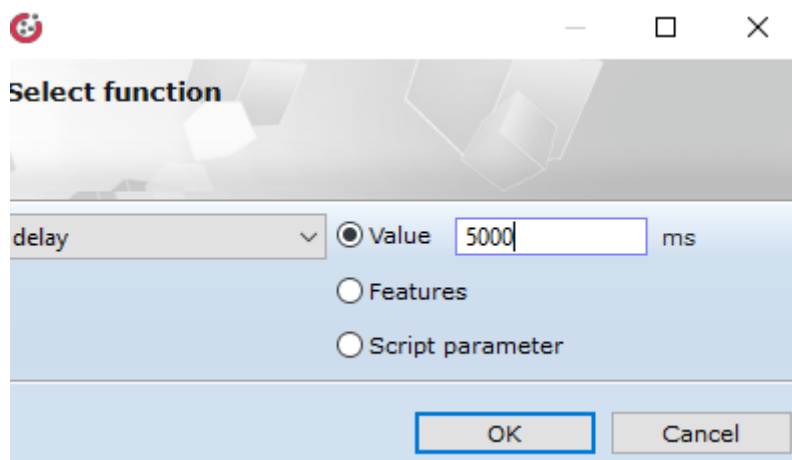 Select function
delay Value 5000 ms
Features
Script parameter
OK Cancel